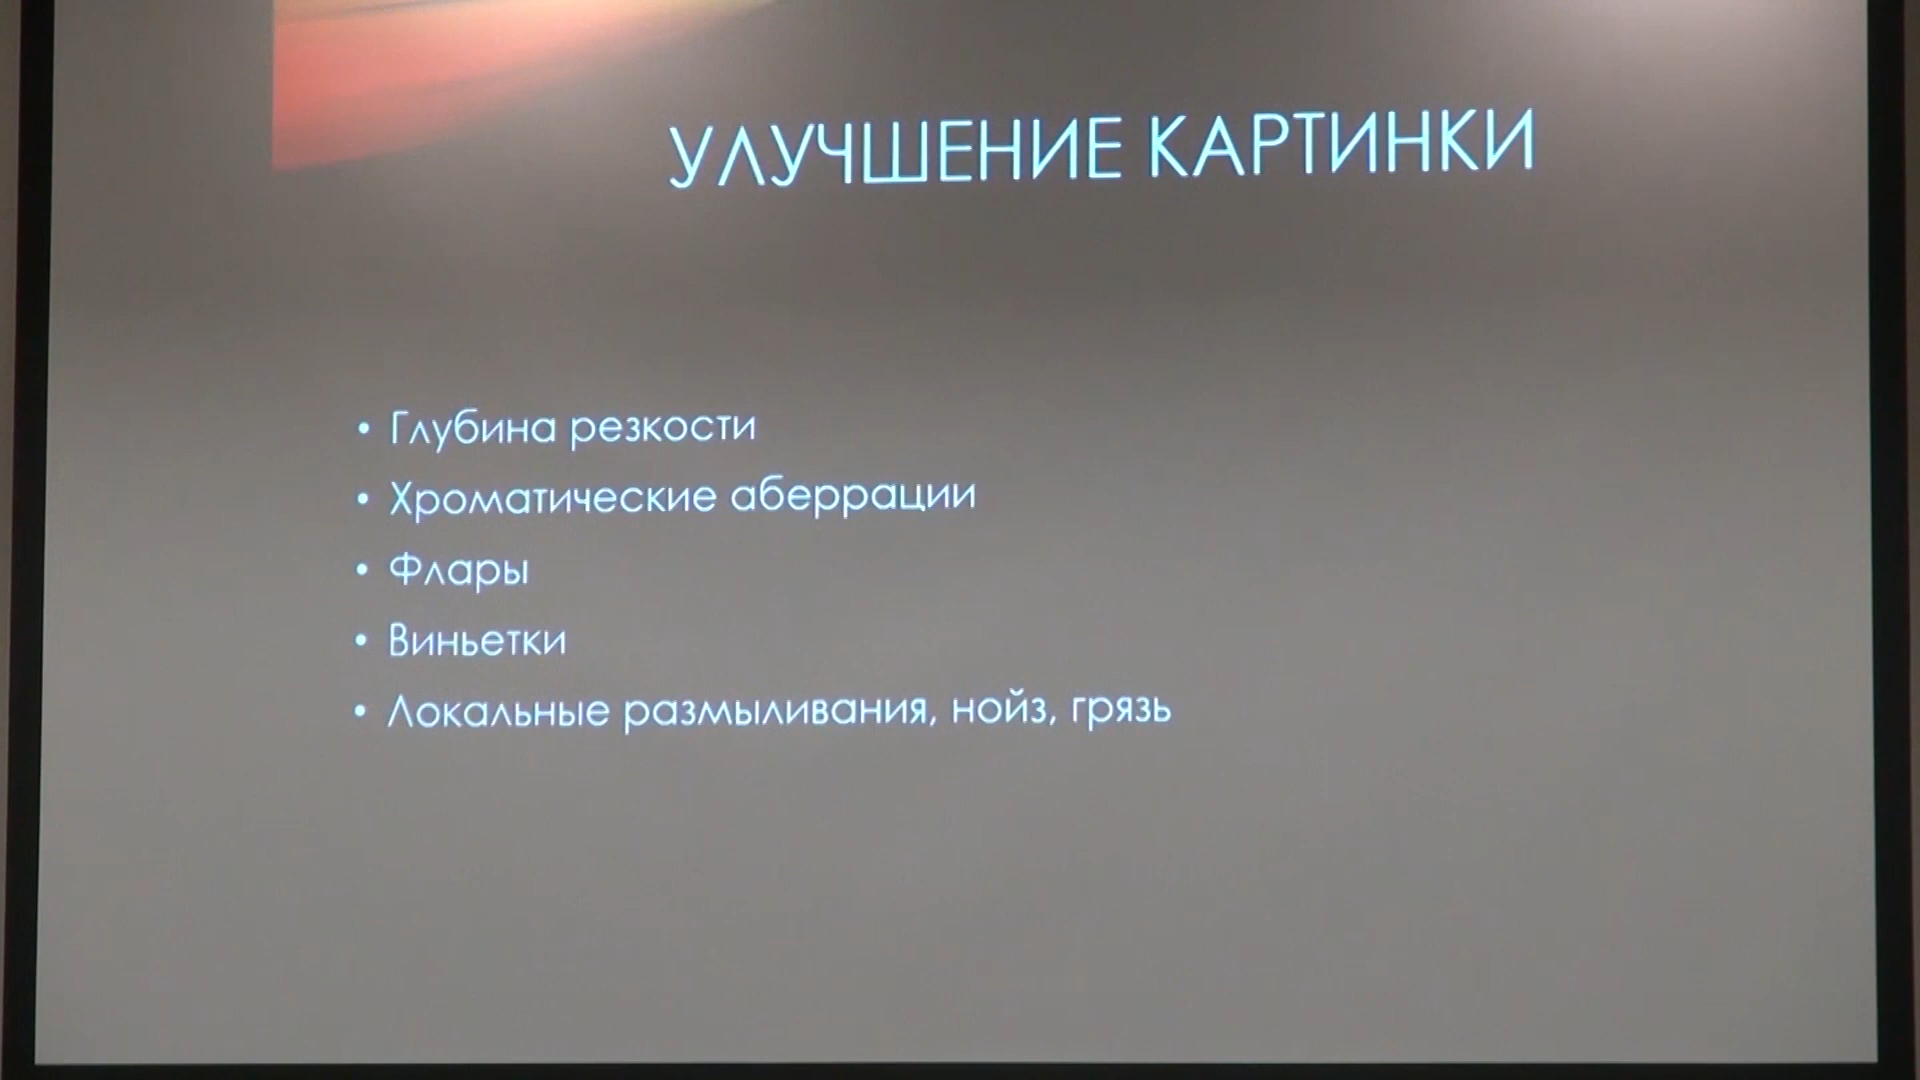 УЛУЧШЕНИЕ КАРТИНКИ
• Глубина резкости
• Хроматические аберрации
• Флары
• Виньетки
• Локальные размыливания, нойз, грязь